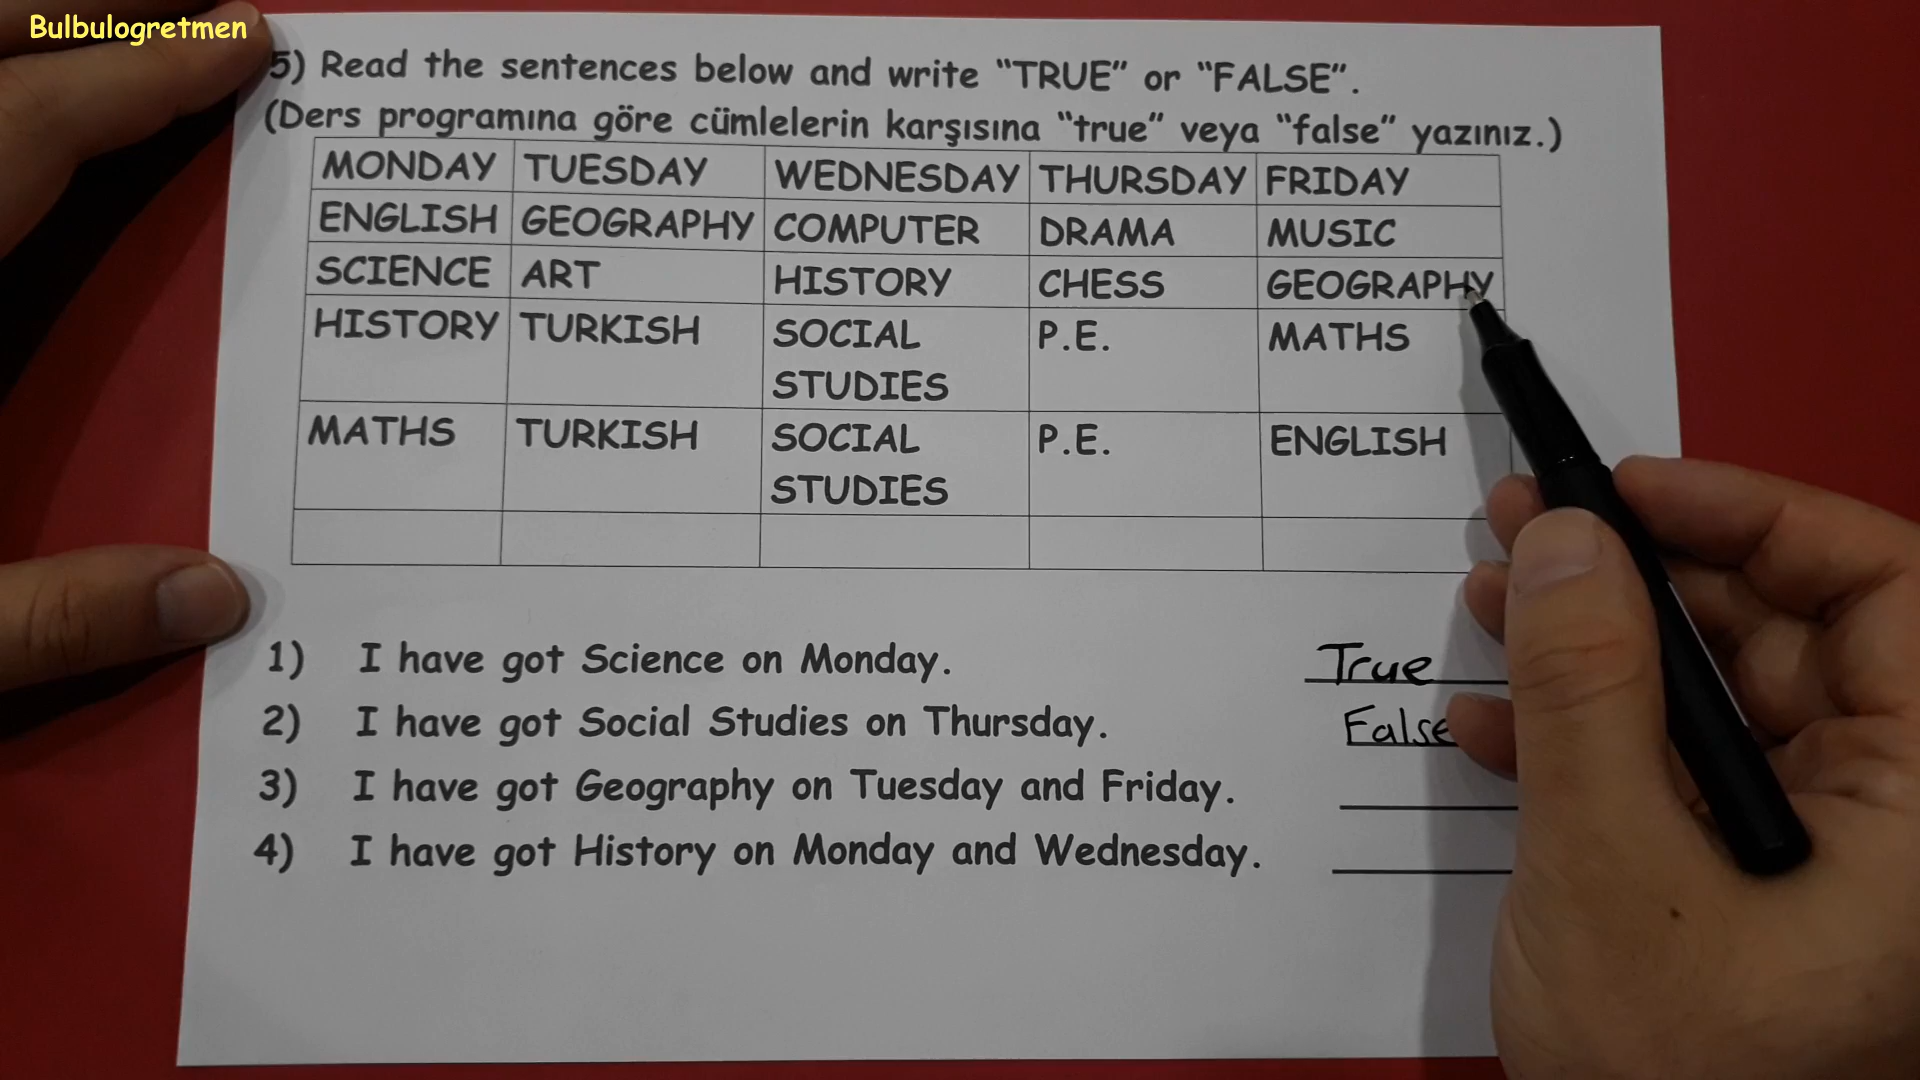 Bulbulogretmen
5) Read the sentences below and write “TRUE” or “FALSE”.
(Ders programına göre cümlelerin karşısına “true” veya “false” yazınız.)
MONDAY TUESDAY WEDNESDAY THURSDAY FRIDAY
ENGLISH GEOGRAPHY COMPUTER DRAMA MUSIC
SCIENCE ART HISTORY CHESS GEOGRAPHY
HISTORY TURKISH SOCIAL P.E. MATHS
STUDIES
MATHS TURKISH SOCIAL P.E. ENGLISH
STUDIES
1) I have got Science on Monday. True
2) I have got Social Studies on Thursday. False
3) I have got Geography on Tuesday and Friday.
4) I have got History on Monday and Wednesday.